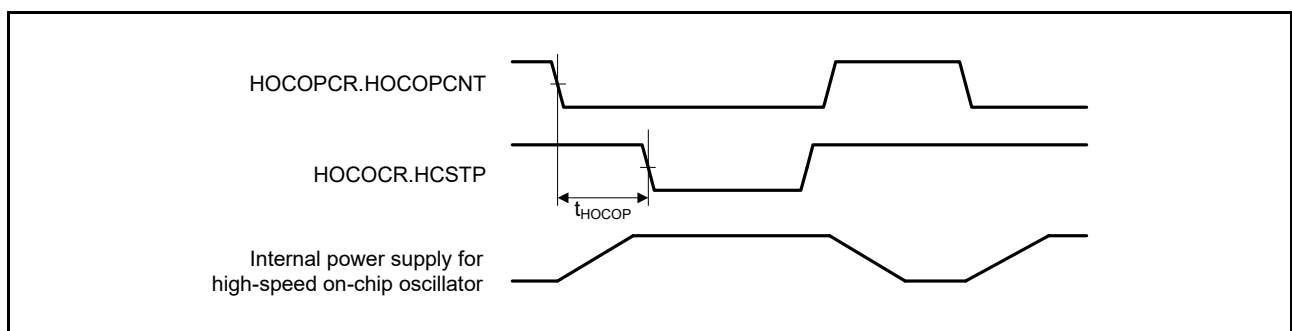 HOCOPCR.HOCOPCNT
HOCOCR.HCSTP
tHOCOP
Internal power supply for
high-speed on-chip oscillator